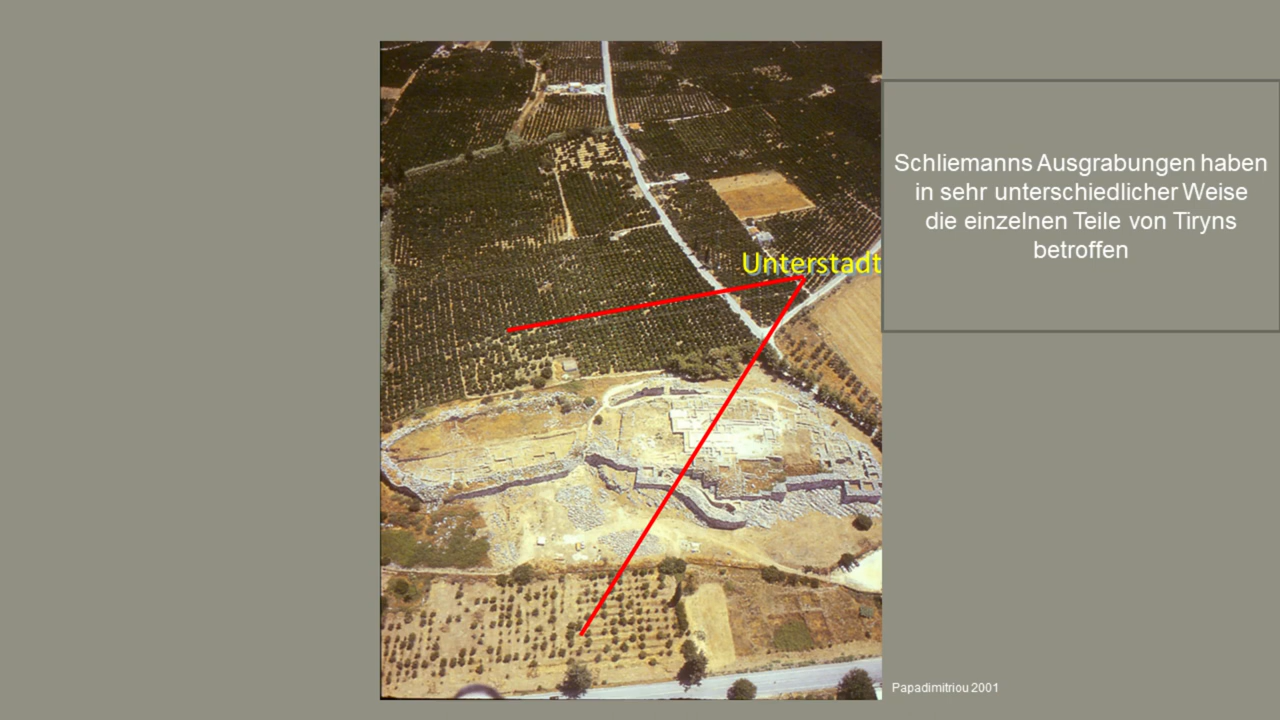 Unterstadt
Schliemanns Ausgrabungen haben
in sehr unterschiedlicher Weise
die einzelnen Teile von Tiryns
betroffen
Papadimitriou 2001